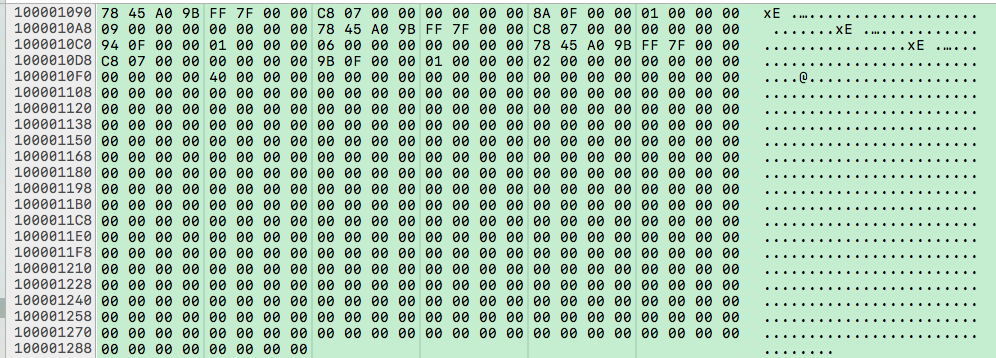 100001090 78 45 A0 9B FF 7F 00 00 C8 07 00 00 00 00 00 00 8A 0F 00 00 01 00 00 00 xE .…...................
1000010A8 09 00 00 00 00 00 00 00 78 45 A0 9B FF 7F 00 00 C8 07 00 00 00 00 00 00 .......xE .…...........
1000010C0 94 0F 00 00 01 00 00 00 06 00 00 00 00 00 00 00 78 45 A0 9B FF 7F 00 00 ................xE .…...
1000010D8 C8 07 00 00 00 00 00 00 9B 0F 00 00 01 00 00 00 02 00 00 00 00 00 00 00 ........................
1000010F0 00 00 00 00 40 00 00 00 00 00 00 00 00 00 00 00 00 00 00 00 00 00 00 00 ....@...................
100001108 00 00 00 00 00 00 00 00 00 00 00 00 00 00 00 00 00 00 00 00 00 00 00 00 ........................
100001120 00 00 00 00 00 00 00 00 00 00 00 00 00 00 00 00 00 00 00 00 00 00 00 00 ........................
100001138 00 00 00 00 00 00 00 00 00 00 00 00 00 00 00 00 00 00 00 00 00 00 00 00 ........................
100001150 00 00 00 00 00 00 00 00 00 00 00 00 00 00 00 00 00 00 00 00 00 00 00 00 ........................
100001168 00 00 00 00 00 00 00 00 00 00 00 00 00 00 00 00 00 00 00 00 00 00 00 00 ........................
100001180 00 00 00 00 00 00 00 00 00 00 00 00 00 00 00 00 00 00 00 00 00 00 00 00 ........................
100001198 00 00 00 00 00 00 00 00 00 00 00 00 00 00 00 00 00 00 00 00 00 00 00 00 ........................
1000011B0 00 00 00 00 00 00 00 00 00 00 00 00 00 00 00 00 00 00 00 00 00 00 00 00 ........................
1000011C8 00 00 00 00 00 00 00 00 00 00 00 00 00 00 00 00 00 00 00 00 00 00 00 00 ........................
1000011E0 00 00 00 00 00 00 00 00 00 00 00 00 00 00 00 00 00 00 00 00 00 00 00 00 ........................
1000011F8 00 00 00 00 00 00 00 00 00 00 00 00 00 00 00 00 00 00 00 00 00 00 00 00 ........................
100001210 00 00 00 00 00 00 00 00 00 00 00 00 00 00 00 00 00 00 00 00 00 00 00 00 ........................
100001228 00 00 00 00 00 00 00 00 00 00 00 00 00 00 00 00 00 00 00 00 00 00 00 00 ........................
100001240 00 00 00 00 00 00 00 00 00 00 00 00 00 00 00 00 00 00 00 00 00 00 00 00 ........................
100001258 00 00 00 00 00 00 00 00 00 00 00 00 00 00 00 00 00 00 00 00 00 00 00 00 ........................
100001270 00 00 00 00 00 00 00 00 00 00 00 00 00 00 00 00 00 00 00 00 00 00 00 00 ........................
100001288 00 00 00 00 00 00 00 00 ........